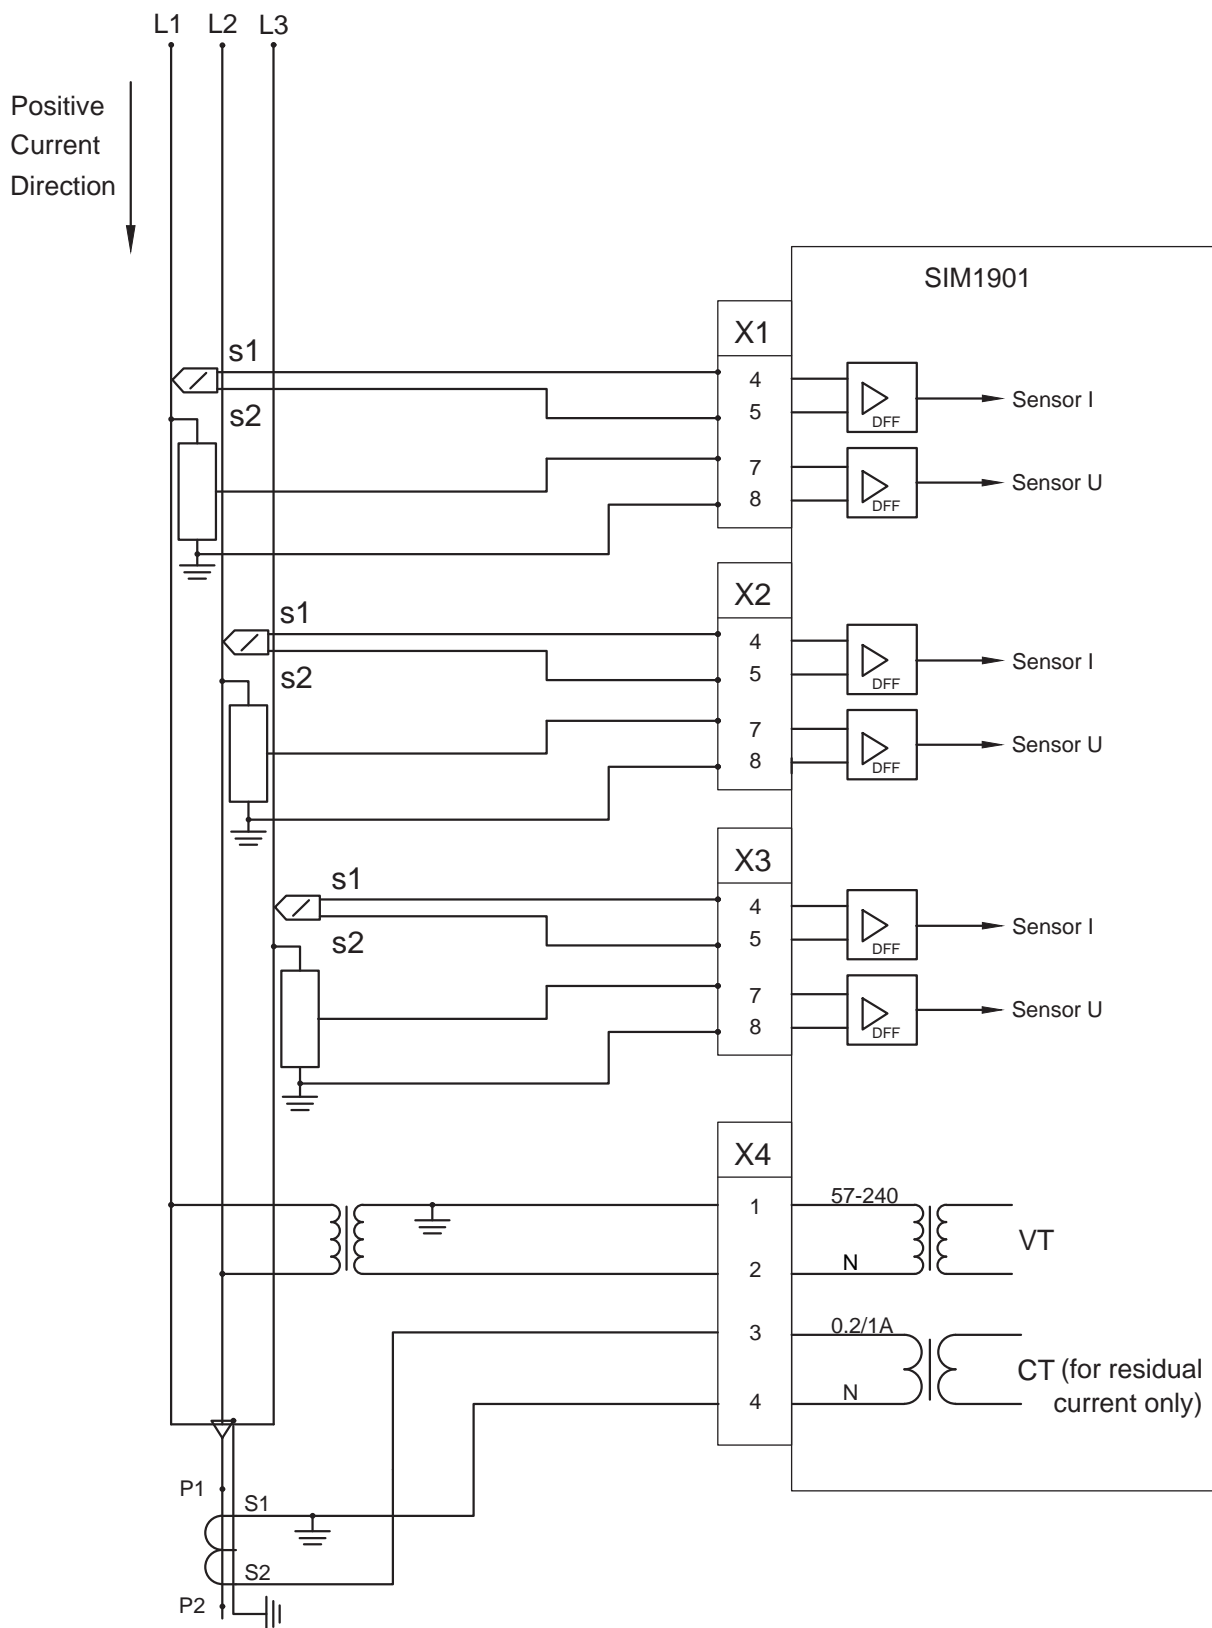 L1 L2 L3
Positive
Current
Direction
SIM1901
X1
s1
4
Sensor I
s2
5
DFF
7
Sensor U
8
DFF
X2
s1
4
Sensor I
s2
5
DFF
7
Sensor U
8
DFF
X3
s1
4
Sensor I
s2
5
DFF
7
Sensor U
8
DFF
X4
1
57-240
VT
2
N
3
0.2/1A
CT (for residual
current only)
4
N
P1
S1
S2
P2